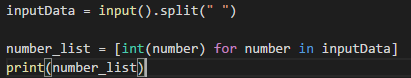 inputData = input().split(" ")
number_list = [int(number) for number in inputData]
print(number_list)